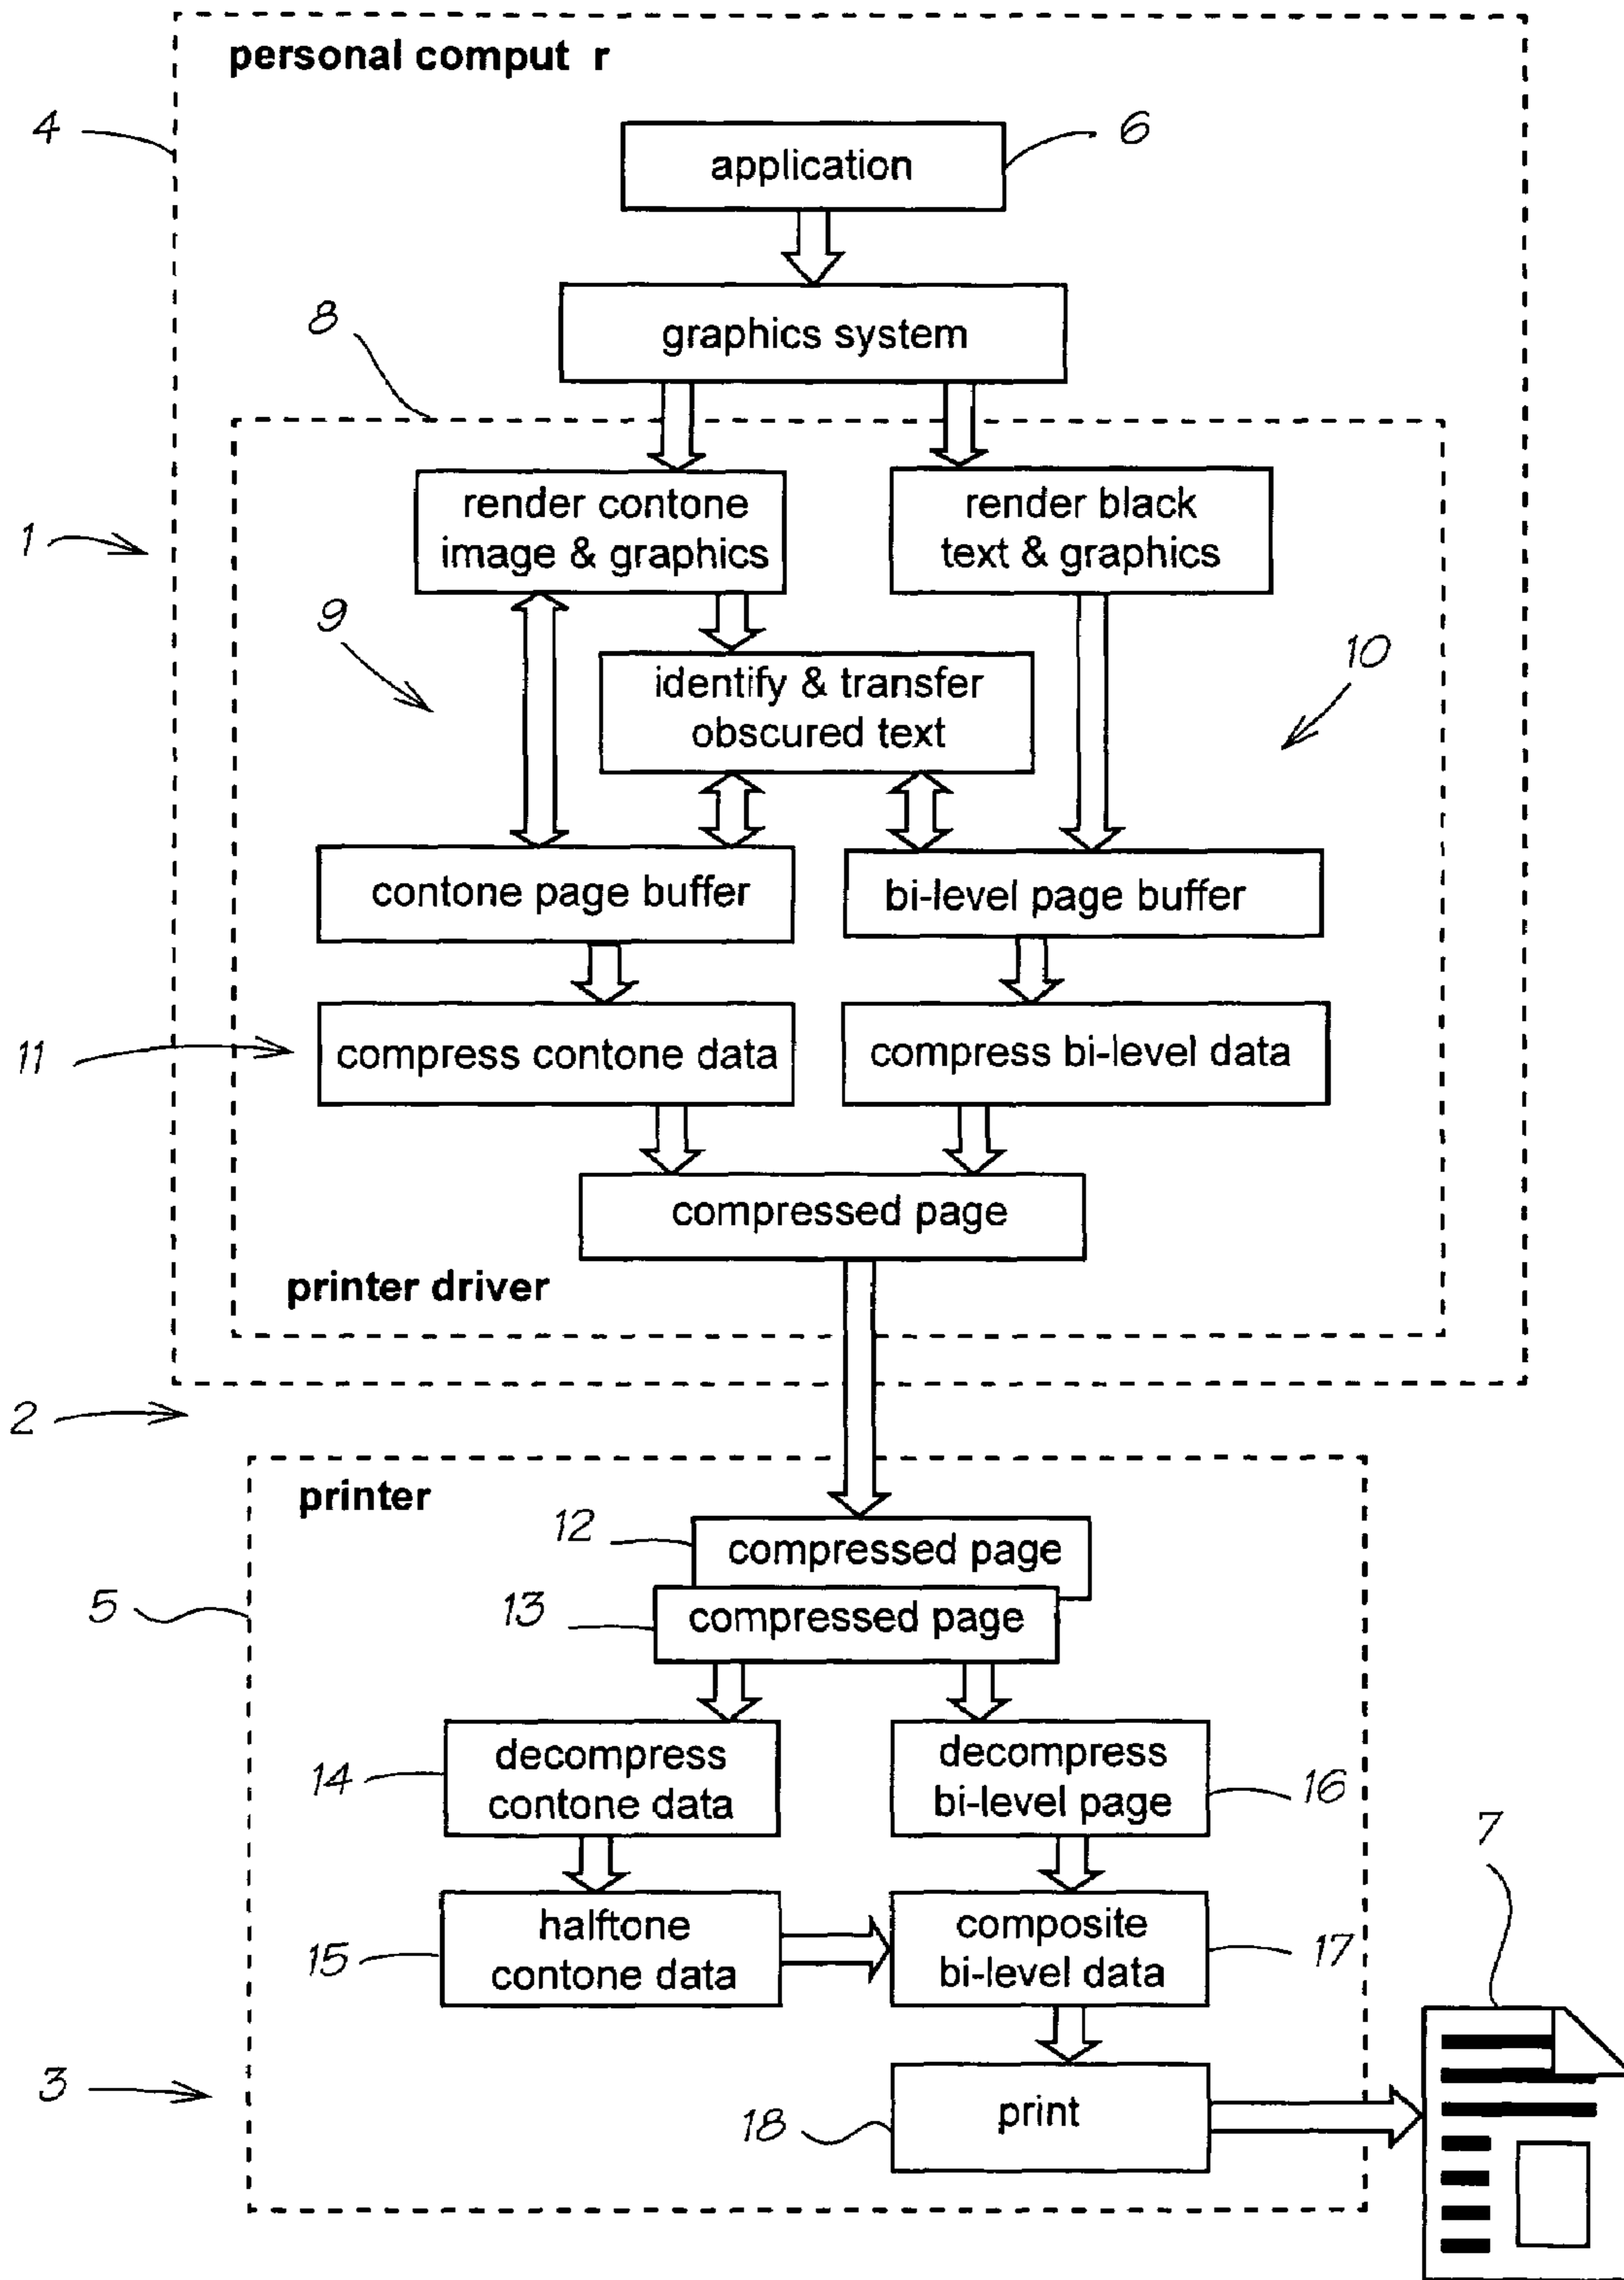 personal comput r
4
6
application
8
graphics system
1
render contone
image & graphics
render black
text & graphics
9
10
identify & transfer
obscured text
contone page buffer
bi-level page buffer
11
compress contone data
compress bi-level data
compressed page
printer driver
2
printer
12
compressed page
5
13
compressed page
14
decompress
contone data
decompress
bi-level page
16
7
15
halftone
contone data
composite
bi-level data
17
3
18
print